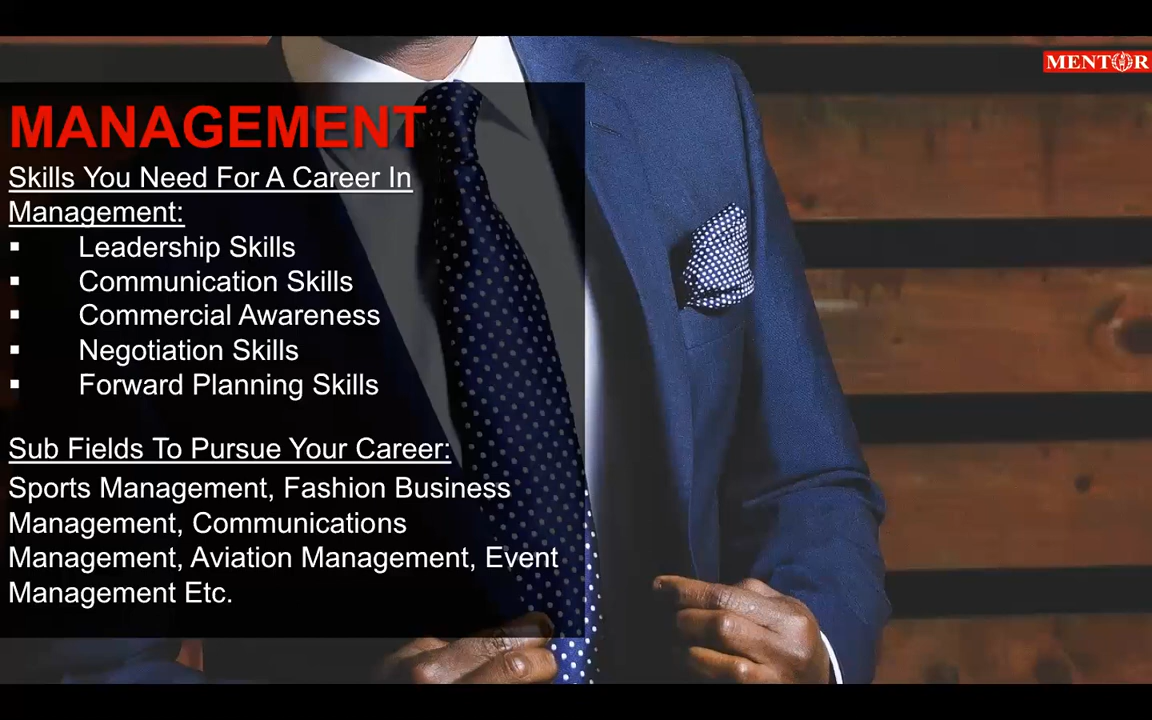 MENTOR
MANAGEMENT
Skills You Need For A Career In
Management:
▪ Leadership Skills
▪ Communication Skills
▪ Commercial Awareness
▪ Negotiation Skills
▪ Forward Planning Skills
Sub Fields To Pursue Your Career:
Sports Management, Fashion Business
Management, Communications
Management, Aviation Management, Event
Management Etc.